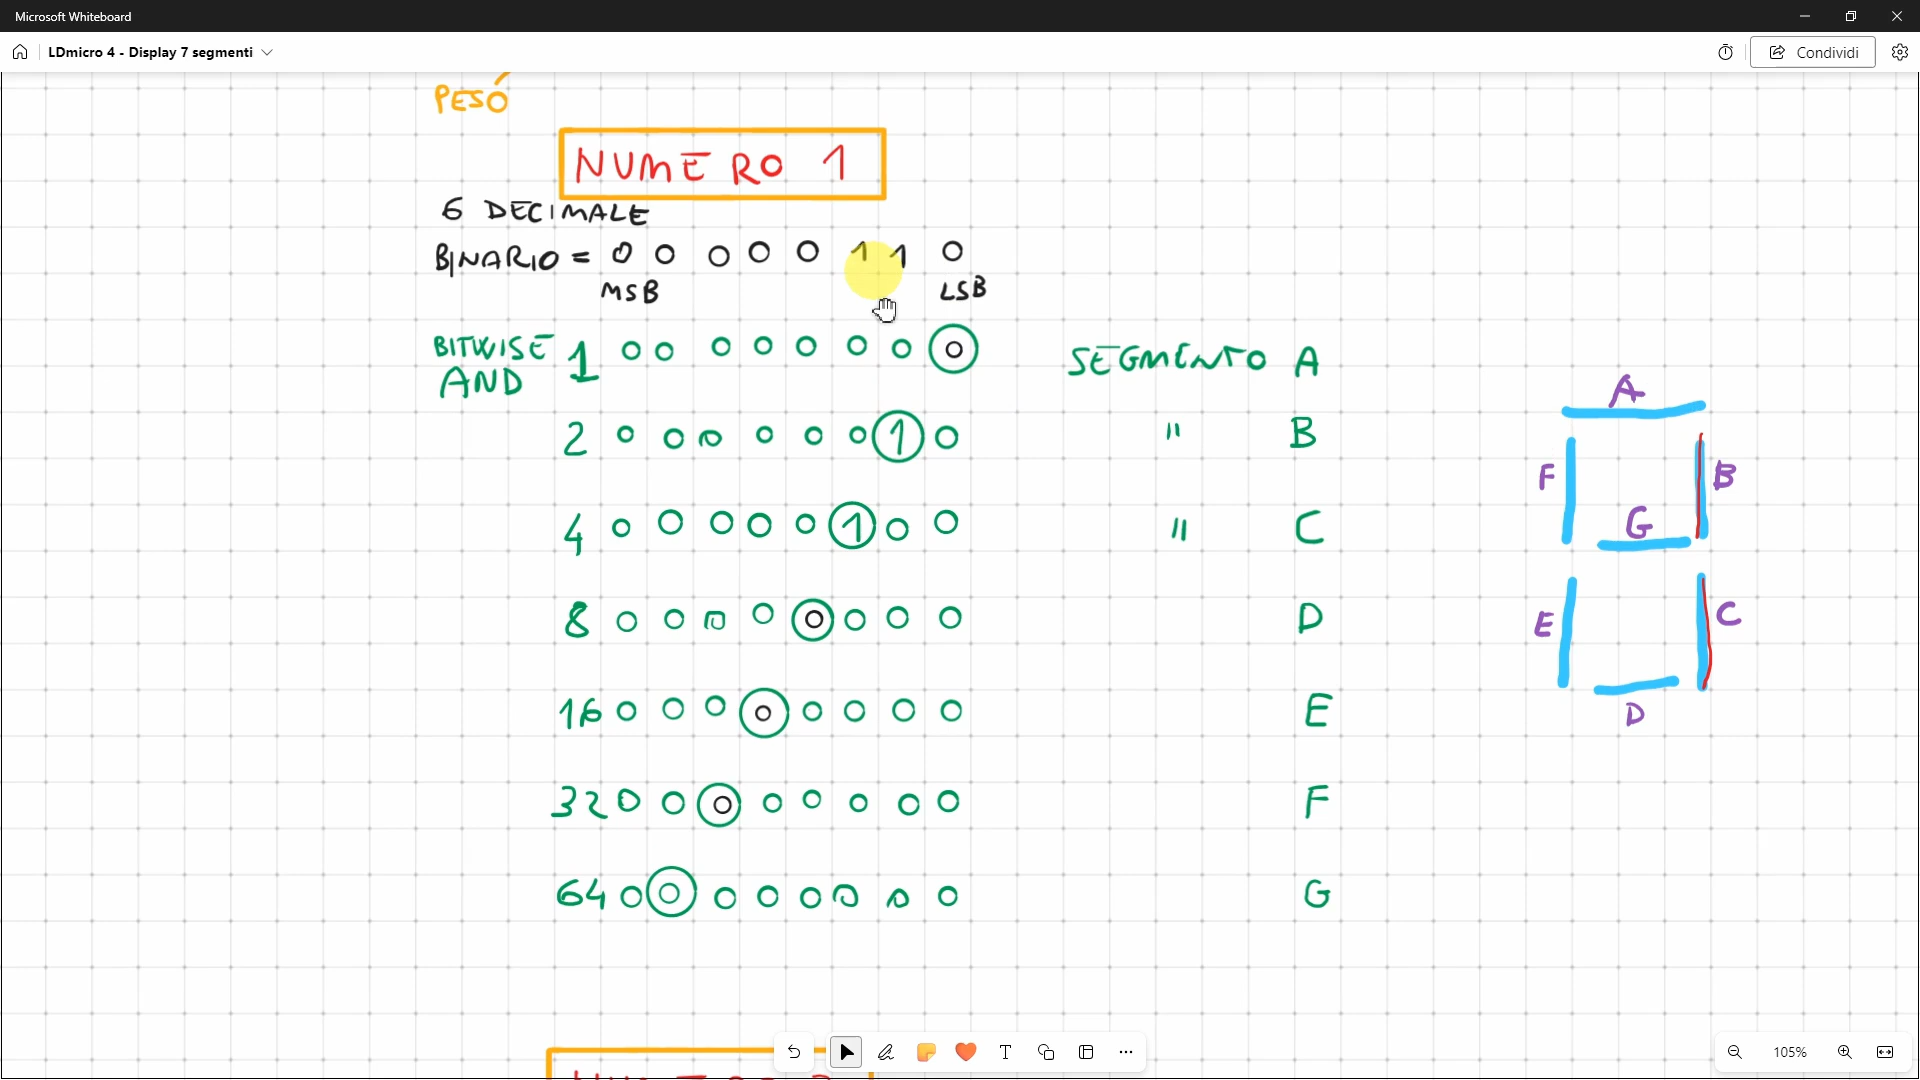 Microsoft Whiteboard
LDmicro 4 - Display 7 segmenti
Condividi
PESO
NUMERO 1
6 DECIMALE
BINARIO = 0 0 0 0 0 1 1 0
MSB LSB
BITWISE AND 1 0 0 0 0 0 0 0 0 SEGMENTO A
2 0 0 0 0 0 0 1 0 " B
4 0 0 0 0 0 1 0 0 " C
8 0 0 0 0 0 0 0 0 D
16 0 0 0 0 0 0 0 0 E
32 0 0 0 0 0 0 0 0 F
64 0 0 0 0 0 0 0 0 G
A
F B
G
E C
D
105%